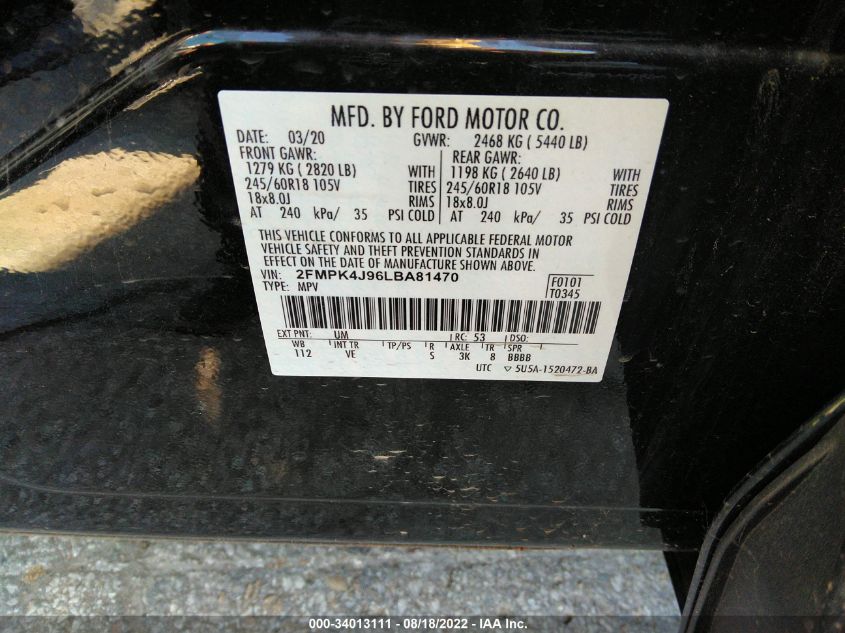 MFD. BY FORD MOTOR CO.
DATE: 03/20 GVWR: 2468 KG ( 5440 LB)
FRONT GAWR: REAR GAWR:
1279 KG ( 2820 LB) WITH 1198 KG ( 2640 LB) WITH
245/60R18 105V TIRES 245/60R18 105V TIRES
18x8.0J RIMS 18x8.0J RIMS
AT 240 kPa/ 35 PSI COLD AT 240 kPa/ 35 PSI COLD
THIS VEHICLE CONFORMS TO ALL APPLICABLE FEDERAL MOTOR
VEHICLE SAFETY AND THEFT PREVENTION STANDARDS IN
EFFECT ON THE DATE OF MANUFACTURE SHOWN ABOVE.
VIN: 2FMPK4J96LBA81470 F0101
TYPE: MPV T0345
EXT PNT: UM RC: 53 DSO:
WB INT TR TP/PS R AXLE TR SPR
112 VE S 3K 8 BBBB
UTC ▽ 5U5A-1520472-BA
000-34013111 - 08/18/2022 - IAA Inc.